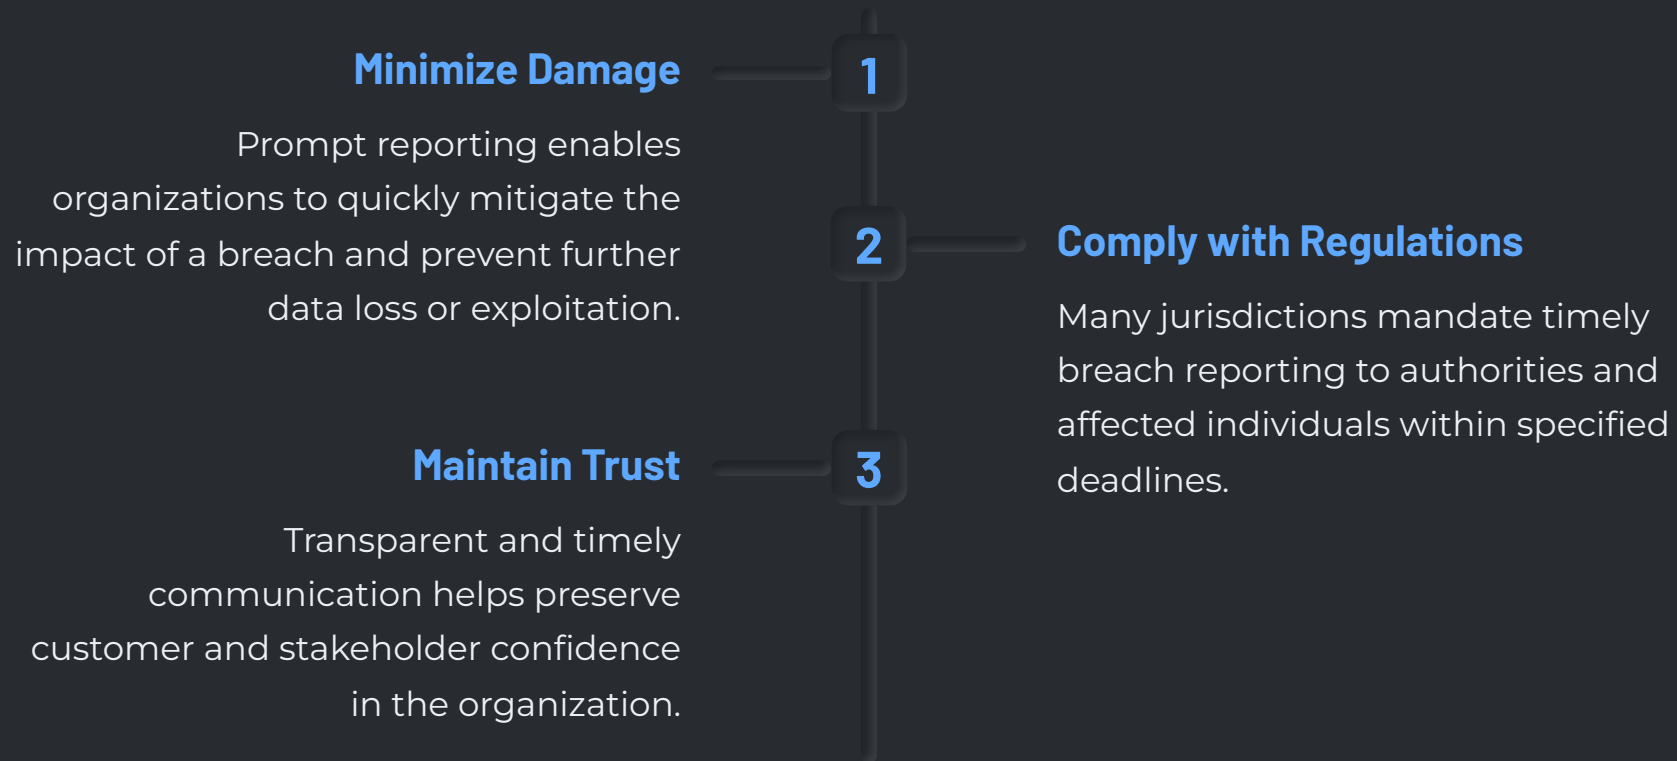 1
Minimize Damage
Prompt reporting enables
organizations to quickly mitigate the
impact of a breach and prevent further
data loss or exploitation.
2
Comply with Regulations
Many jurisdictions mandate timely
breach reporting to authorities and
affected individuals within specified
deadlines.
3
Maintain Trust
Transparent and timely
communication helps preserve
customer and stakeholder confidence
in the organization.